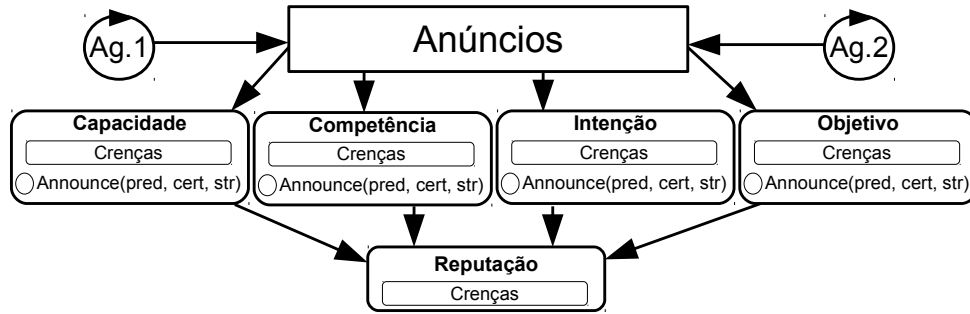 Ag.1
Anúncios
Ag.2
Capacidade
Crenças
Announce(pred, cert, str)
Competência
Crenças
Announce(pred, cert, str)
Intenção
Crenças
Announce(pred, cert, str)
Objetivo
Crenças
Announce(pred, cert, str)
Reputação
Crenças